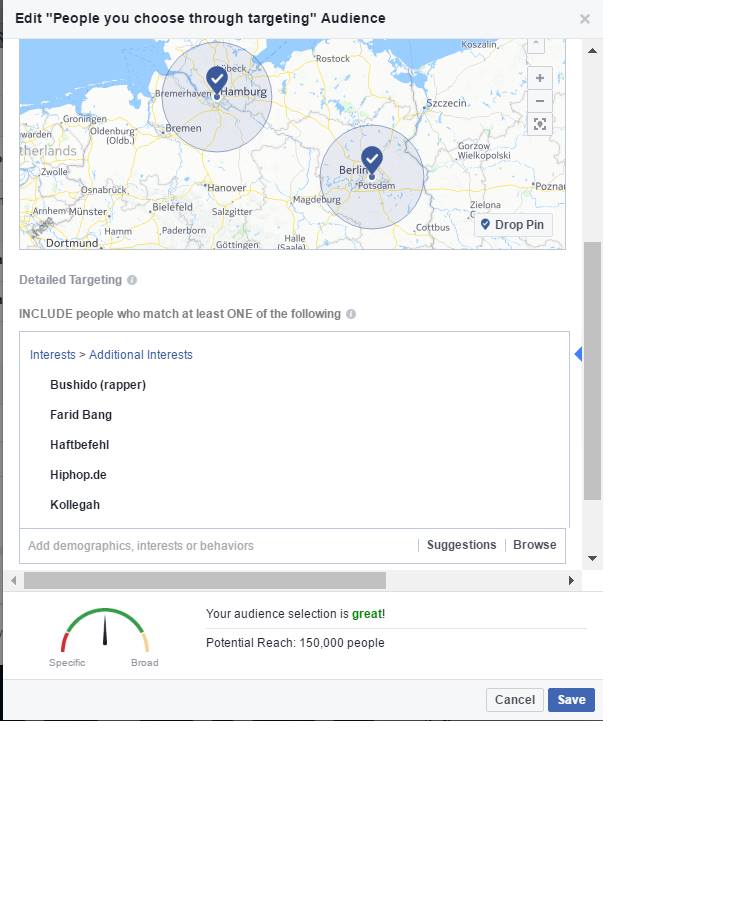 Edit "People you choose through targeting" Audience
Koszalin,
Rostock
Bremerhaven
Hamburg
Szczecin
Groningen
Oldenburg
(Oldb.)
Bremen
Gorzow
Wielkopolski
Zwolle
Berlin
Potsdam
Osnabrück
Hanover
Magdeburg
Zielona
Arnhem
Münster
Bielefeld
Salzgitter
Drop Pin
Hamm
Paderborn
Cottbus
Dortmund
Göttingen
Halle
(Saale)
Detailed Targeting
INCLUDE people who match at least ONE of the following
Interests > Additional Interests
Bushido (rapper)
Farid Bang
Haftbefehl
Hiphop.de
Kollegah
Add demographics, interests or behaviors
Suggestions
Browse
Your audience selection is great!
Potential Reach: 150,000 people
Specific
Broad
Cancel
Save